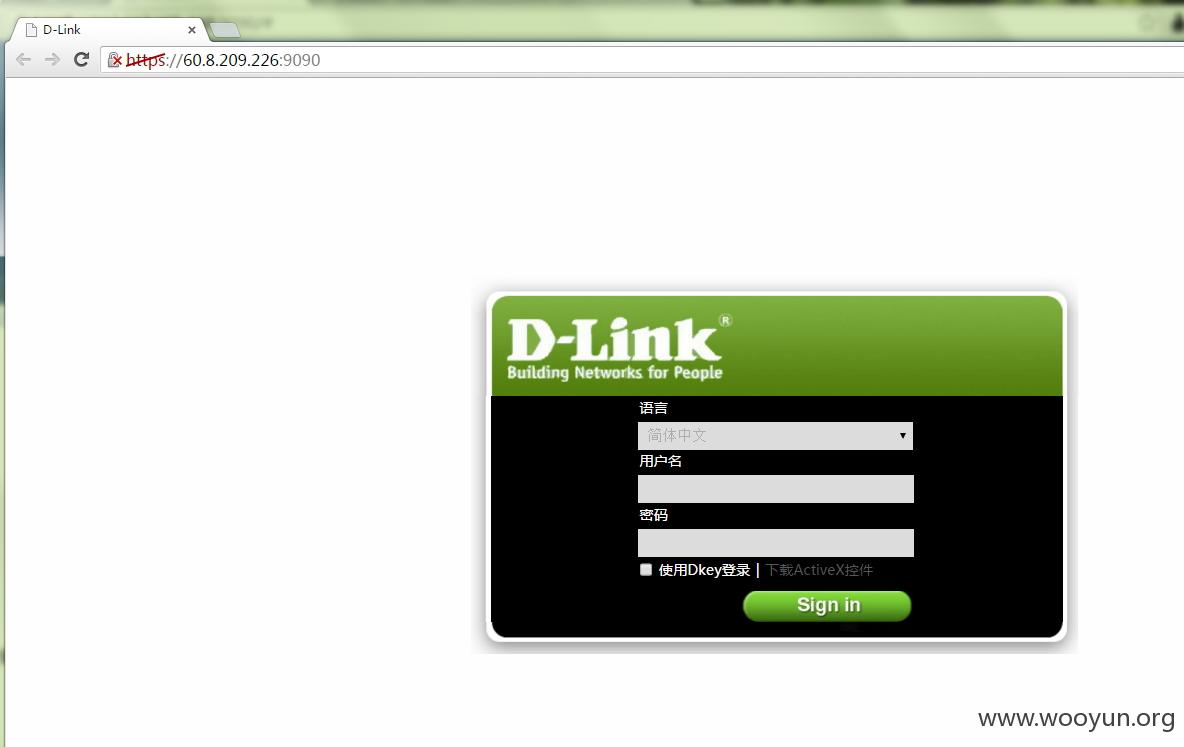 D-Link
https://60.8.209.226:9090
D-Link®
Building Networks for People
语言
简体中文
用户名
密码
使用Dkey登录 | 下载ActiveX控件
Sign in
www.wooyun.org